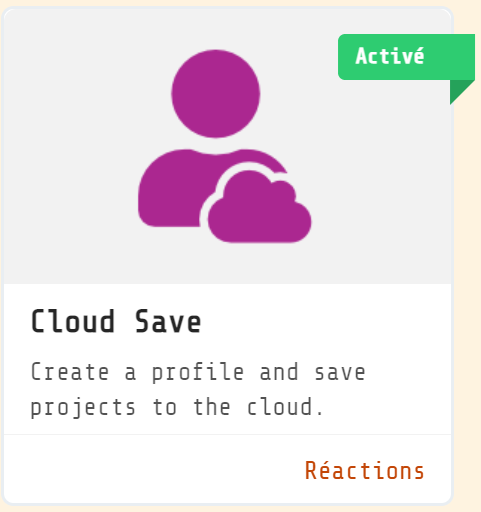 Activé
Cloud Save
Create a profile and save
projects to the cloud.
Réactions